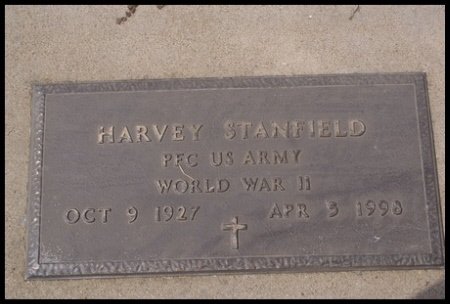 HARVEY STANFIELD
PFC US ARMY
WORLD WAR II
OCT 9 1927 APR 5 1998